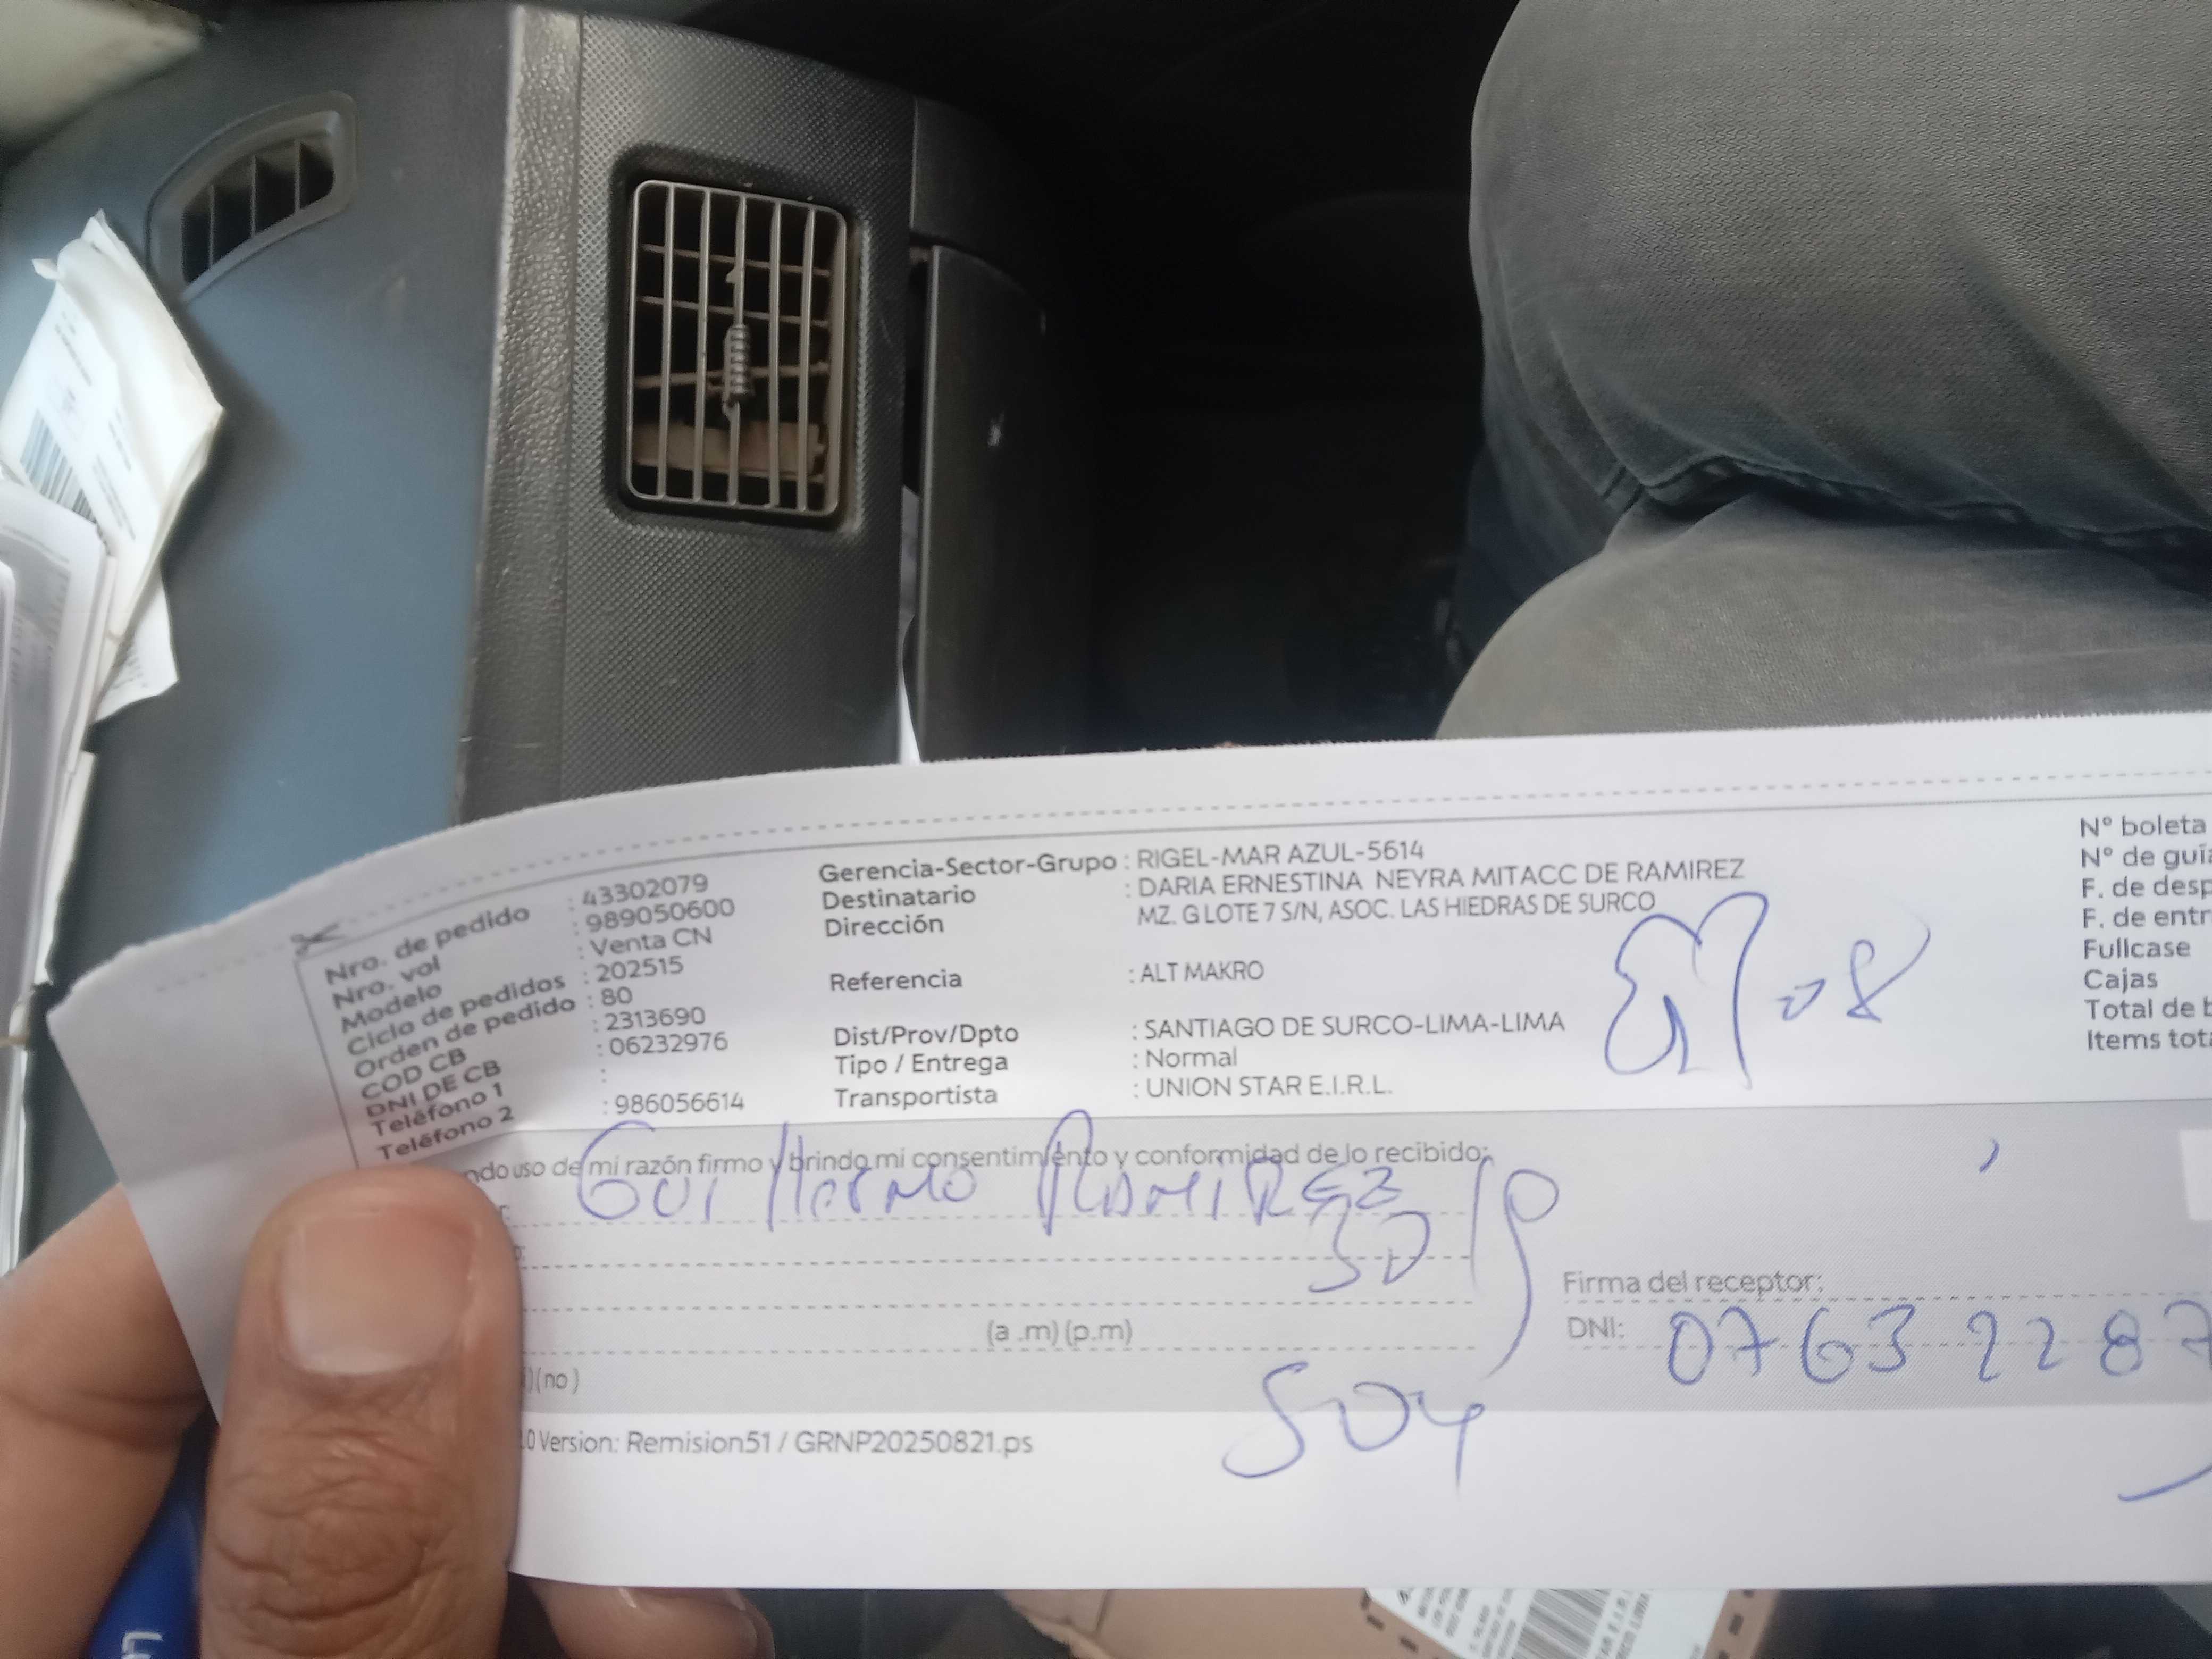 Nro. de pedido : 43302079
Nro. vol : 989050600
Modelo : Venta CN
Ciclo de pedidos : 202515
Orden de pedido : 80
COD CB : 2313690
DNI DE CB : 06232976
Teléfono 1 :
Teléfono 2 : 986056614
Gerencia-Sector-Grupo : RIGEL-MAR AZUL-5614
Destinatario : DARIA ERNESTINA NEYRA MITACC DE RAMIREZ
Dirección MZ. G LOTE 7 S/N, ASOC. LAS HIEDRAS DE SURCO
Referencia : ALT MAKRO
Dist/Prov/Dpto : SANTIAGO DE SURCO-LIMA-LIMA
Tipo / Entrega : Normal
Transportista : UNION STAR E.I.R.L.
Nº boleta
Nº de guía
F. de desp
F. de entr
Fullcase
Cajas
Total de b
Items tota
ndo uso de mi razón firmo y brindo mi consentimiento y conformidad de lo recibido:
Guillermo RAMIREZ
(a .m) (p.m)
)(no )
Firma del receptor:
DNI: 07632287
.0 Version: Remision51 / GRNP20250821.ps